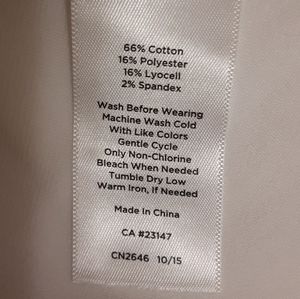 66% Cotton
16% Polyester
16% Lyocell
2% Spandex
Wash Before Wearing
Machine Wash Cold
With Like Colors
Gentle Cycle
Only Non-Chlorine
Bleach When Needed
Tumble Dry Low
Warm Iron, If Needed
Made in China
CA #23147
CN2646 10/15